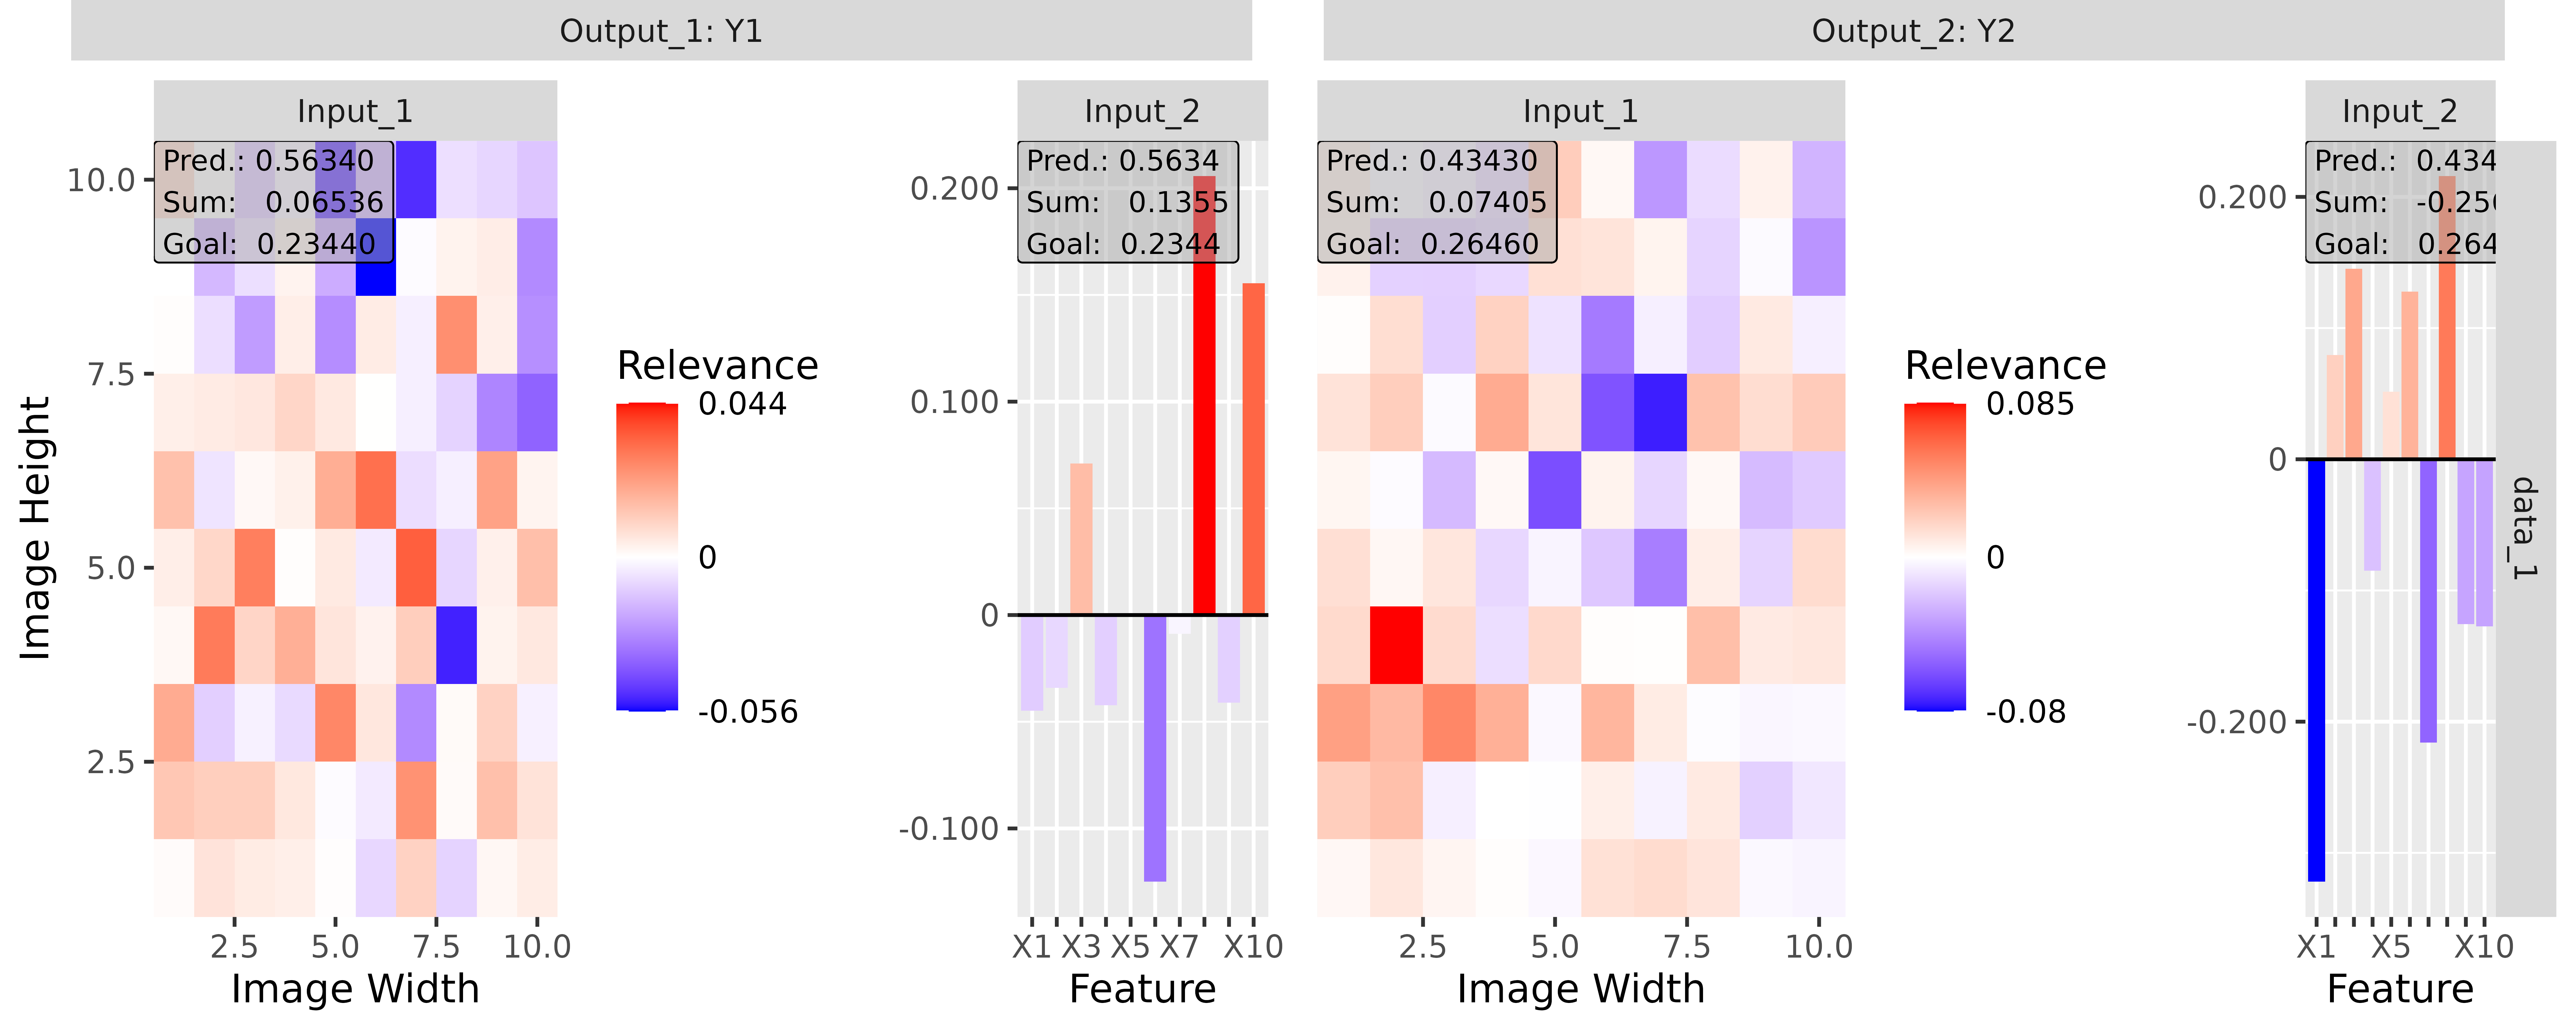 Output_1: Y1
Output_2: Y2
Input_1
Input_2
Input_1
Input_2
Pred.: 0.56340
Sum: 0.06536
Goal: 0.23440
Pred.: 0.5634
Sum: 0.1355
Goal: 0.2344
Pred.: 0.43430
Sum: 0.07405
Goal: 0.26460
Pred.: 0.434
Sum: -0.256
Goal: 0.264
Image Height
10.0
7.5
5.0
2.5
2.5 5.0 7.5 10.0
Image Width
Relevance
0.044
0
-0.056
0.200
0.100
0
-0.100
X1 X3 X5 X7 X10
Feature
2.5 5.0 7.5 10.0
Image Width
Relevance
0.085
0
-0.08
0.200
0
-0.200
X1 X5 X10
Feature
data_1